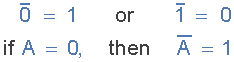 0̅ = 1 or 1̅ = 0
if A = 0, then A̅ = 1